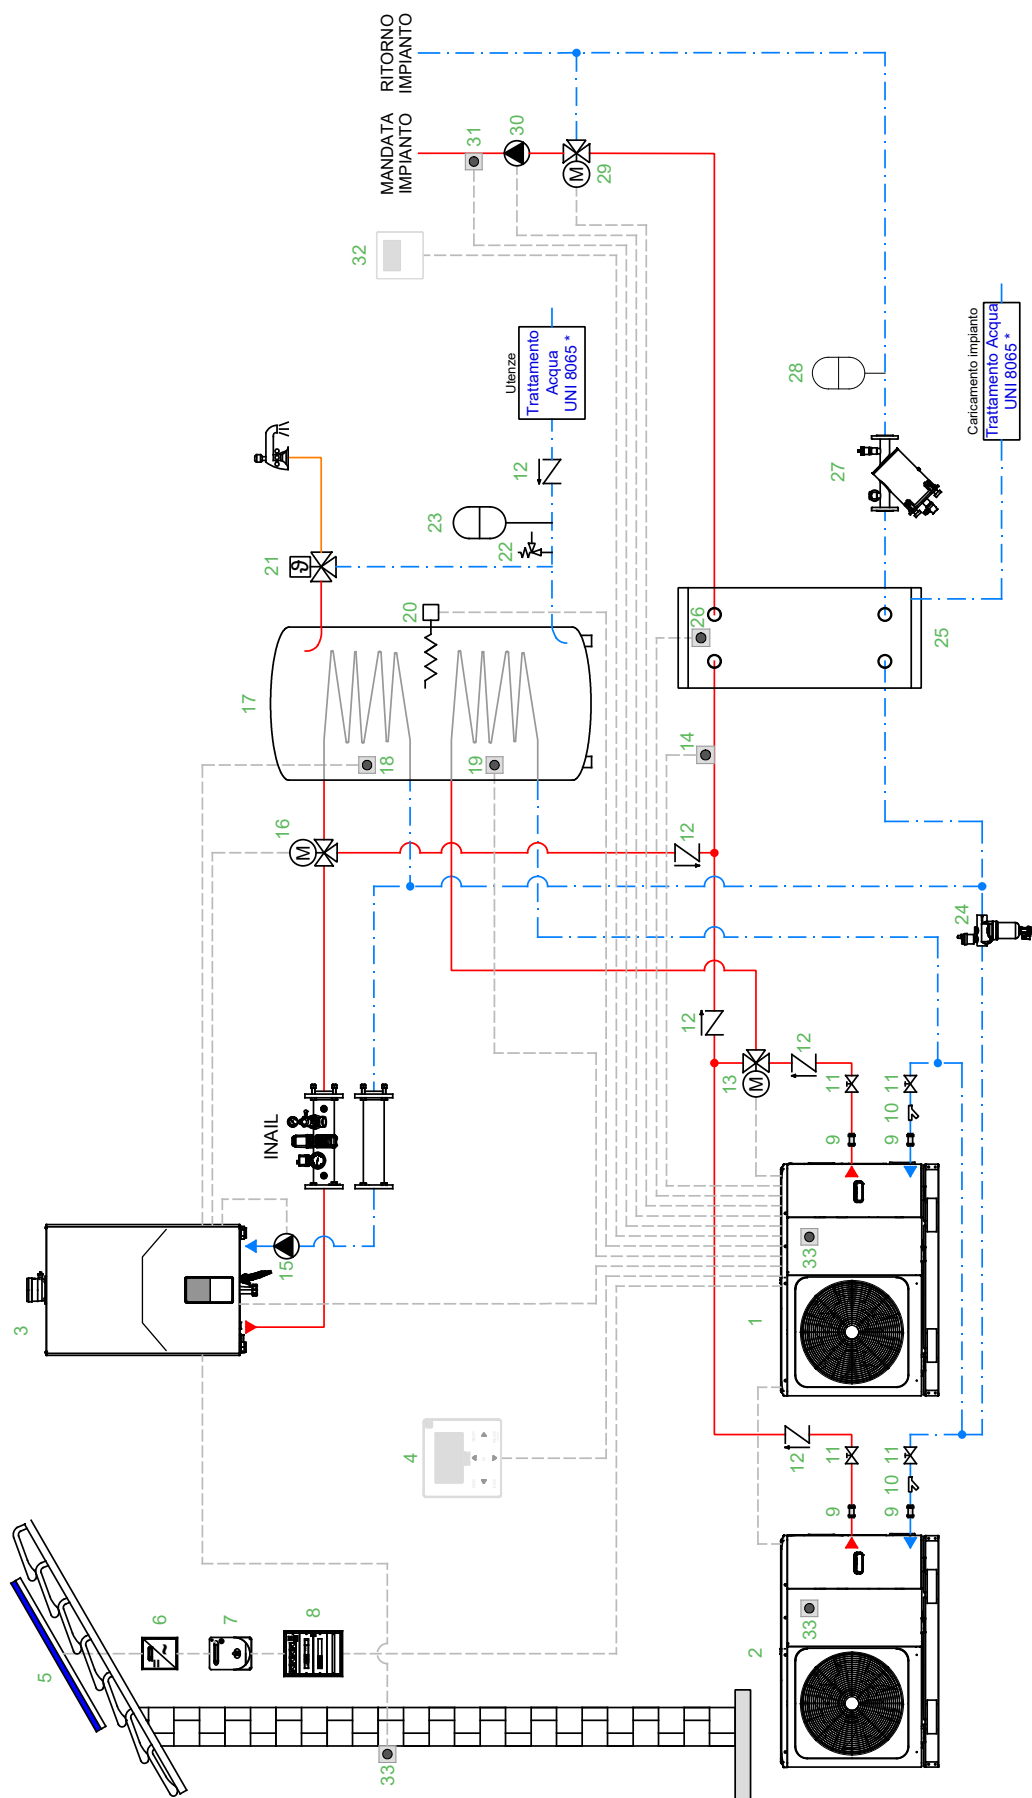 RITORNO
IMPIANTO
MANDATA
IMPIANTO
31
30
M
29
32
Utenze
Trattamento
Acqua
UNI 8065 *
Caricamento impianto
Trattamento Acqua
UNI 8065 *
28
27
12
23
22
21
ϑ
20
26
25
17
18
19
14
16
M
12
24
12
12
13
M
11
11
10
9
9
INAIL
15
3
33
1
4
12
11
11
10
9
9
33
2
5
6
7
8
33